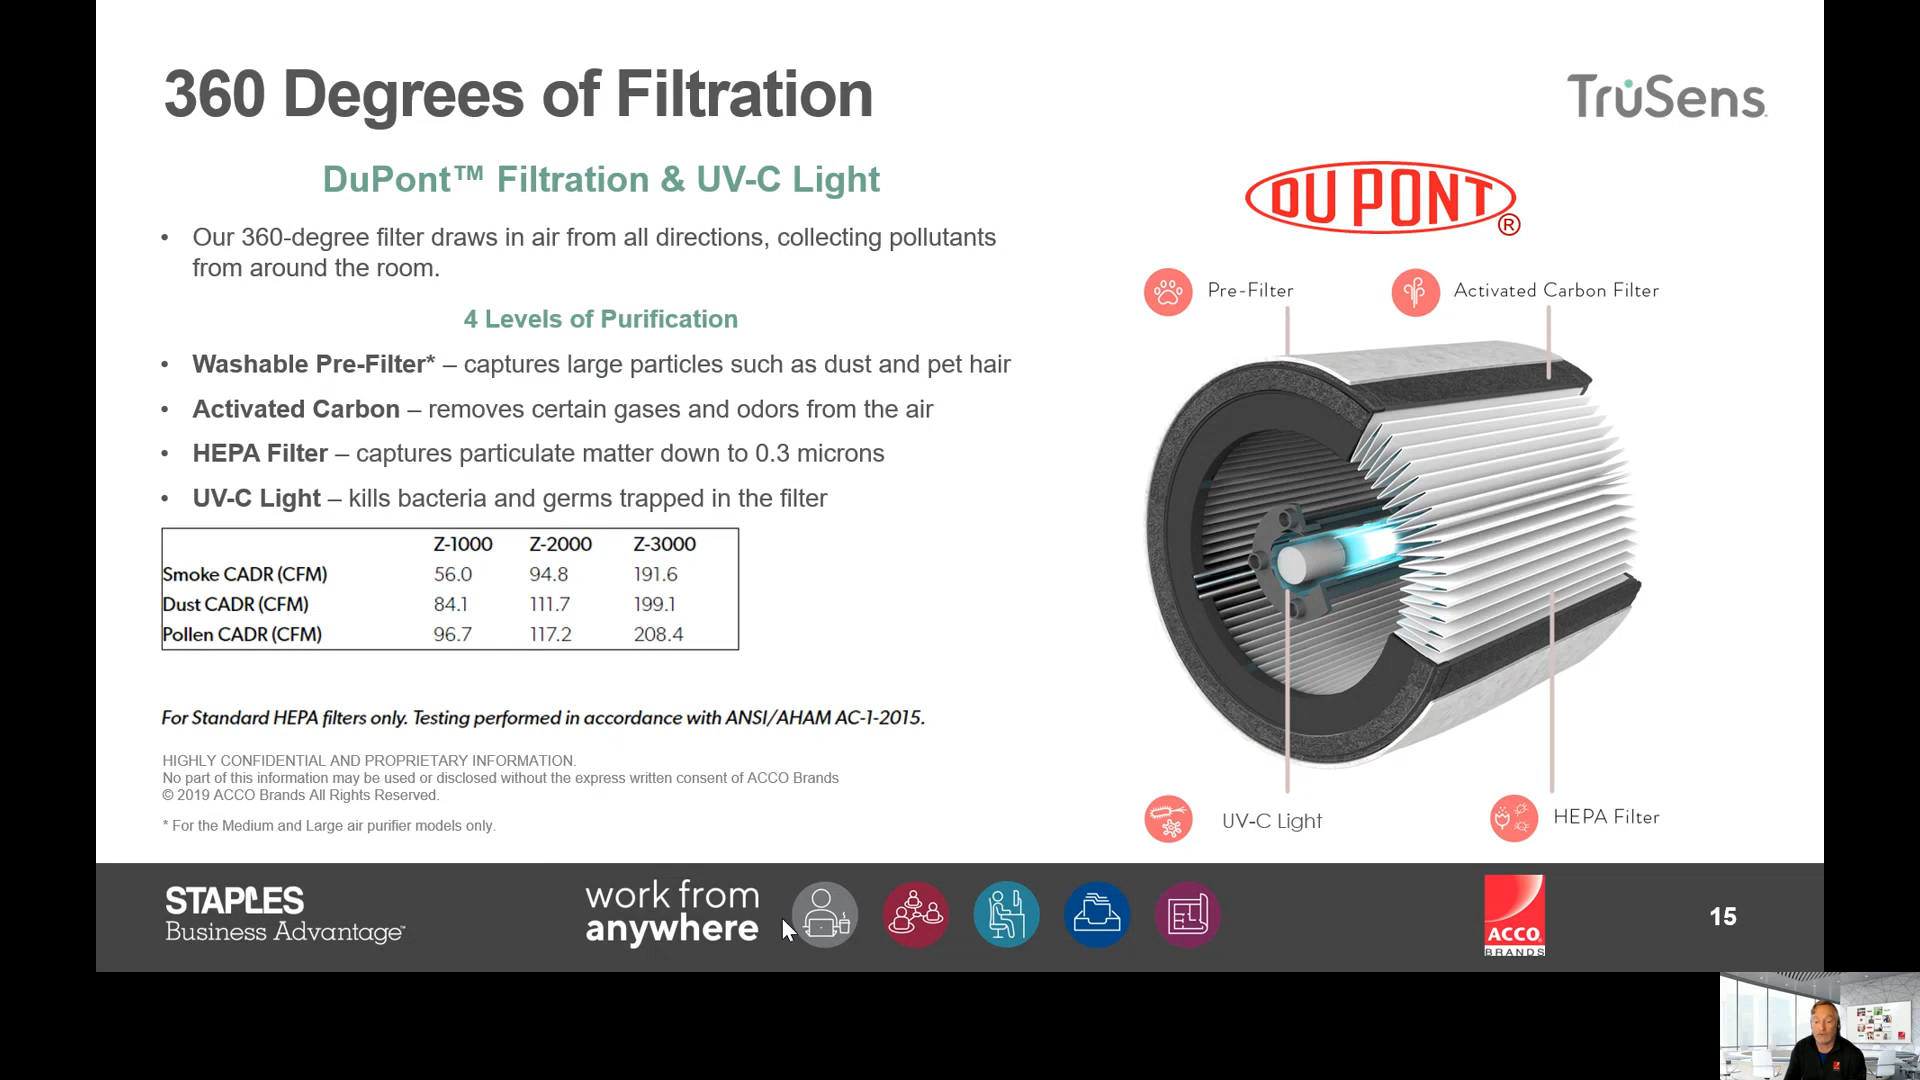 360 Degrees of Filtration
TruSens
DuPont™ Filtration & UV-C Light
DU PONT®
• Our 360-degree filter draws in air from all directions, collecting pollutants
from around the room.
4 Levels of Purification
• Washable Pre-Filter* – captures large particles such as dust and pet hair
• Activated Carbon – removes certain gases and odors from the air
• HEPA Filter – captures particulate matter down to 0.3 microns
• UV-C Light – kills bacteria and germs trapped in the filter
Z-1000 Z-2000 Z-3000
Smoke CADR (CFM) 56.0 94.8 191.6
Dust CADR (CFM) 84.1 111.7 199.1
Pollen CADR (CFM) 96.7 117.2 208.4
For Standard HEPA filters only. Testing performed in accordance with ANSI/AHAM AC-1-2015.
HIGHLY CONFIDENTIAL AND PROPRIETARY INFORMATION.
No part of this information may be used or disclosed without the express written consent of ACCO Brands
© 2019 ACCO Brands All Rights Reserved.
* For the Medium and Large air purifier models only.
Pre-Filter
Activated Carbon Filter
UV-C Light
HEPA Filter
STAPLES
Business Advantage™
work from
anywhere
ACCO
BRANDS
15